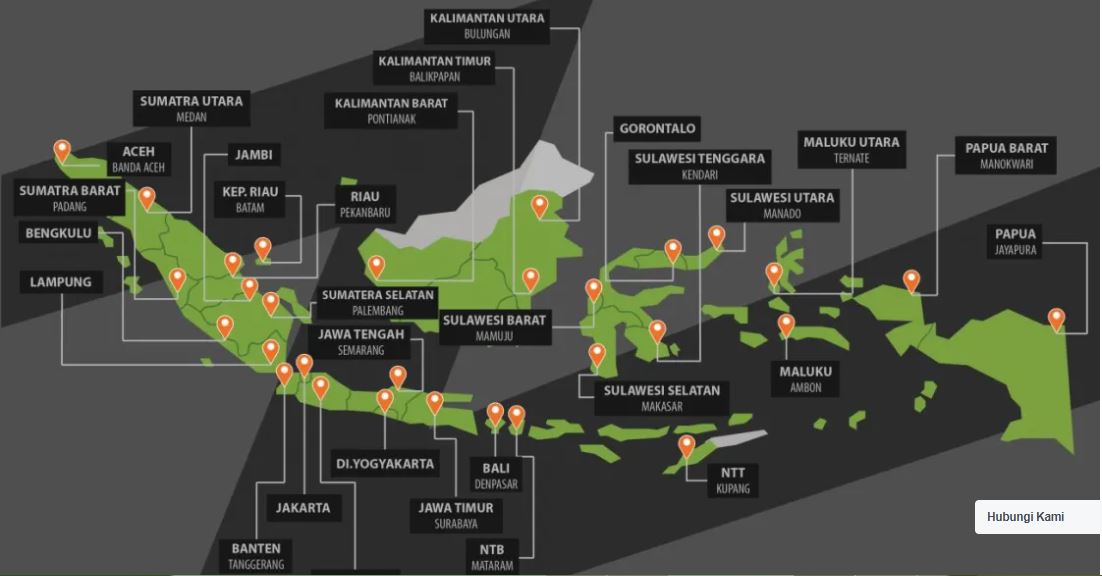 KALIMANTAN UTARA
BULUNGAN
KALIMANTAN TIMUR
BALIKPAPAN
KALIMANTAN BARAT
PONTIANAK
SUMATRA UTARA
MEDAN
ACEH
BANDA ACEH
JAMBI
SUMATRA BARAT
PADANG
KEP. RIAU
BATAM
RIAU
PEKANBARU
BENGKULU
LAMPUNG
SUMATERA SELATAN
PALEMBANG
JAWA TENGAH
SEMARANG
SULAWESI BARAT
MAMUJU
GORONTALO
SULAWESI TENGGARA
KENDARI
SULAWESI UTARA
MANADO
MALUKU UTARA
TERNATE
PAPUA BARAT
MANOKWARI
PAPUA
JAYAPURA
SULAWESI SELATAN
MAKASAR
MALUKU
AMBON
DI.YOGYAKARTA
BALI
DENPASAR
NTT
KUPANG
JAKARTA
JAWA TIMUR
SURABAYA
BANTEN
TANGGERANG
NTB
MATARAM
Hubungi Kami